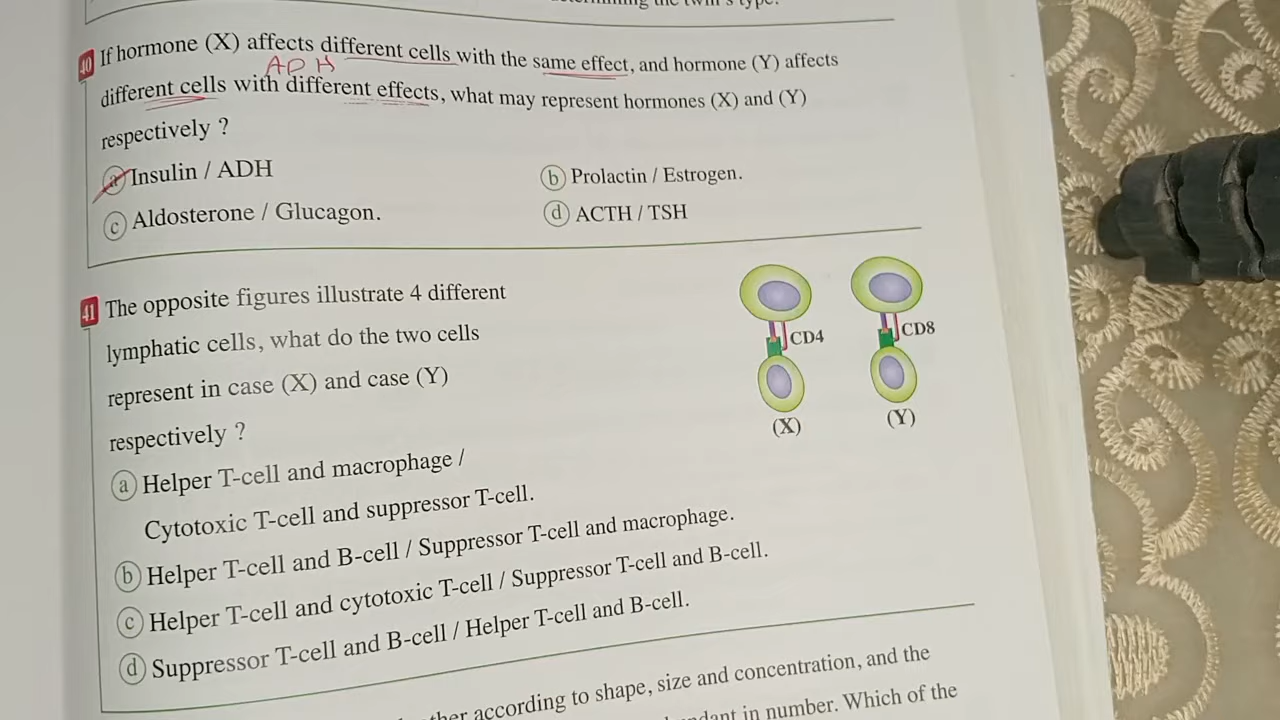 the twin's type.
40 If hormone (X) affects different cells with the same effect, and hormone (Y) affects
ADH
different cells with different effects, what may represent hormones (X) and (Y)
respectively ?
a Insulin / ADH
b Prolactin / Estrogen.
c Aldosterone / Glucagon.
d ACTH / TSH
41 The opposite figures illustrate 4 different
lymphatic cells, what do the two cells
represent in case (X) and case (Y)
respectively ?
CD4
CD8
(X)
(Y)
a Helper T-cell and macrophage /
Cytotoxic T-cell and suppressor T-cell.
b Helper T-cell and B-cell / Suppressor T-cell and macrophage.
c Helper T-cell and cytotoxic T-cell / Suppressor T-cell and B-cell.
d Suppressor T-cell and B-cell / Helper T-cell and B-cell.
according to shape, size and concentration, and the
in number. Which of the